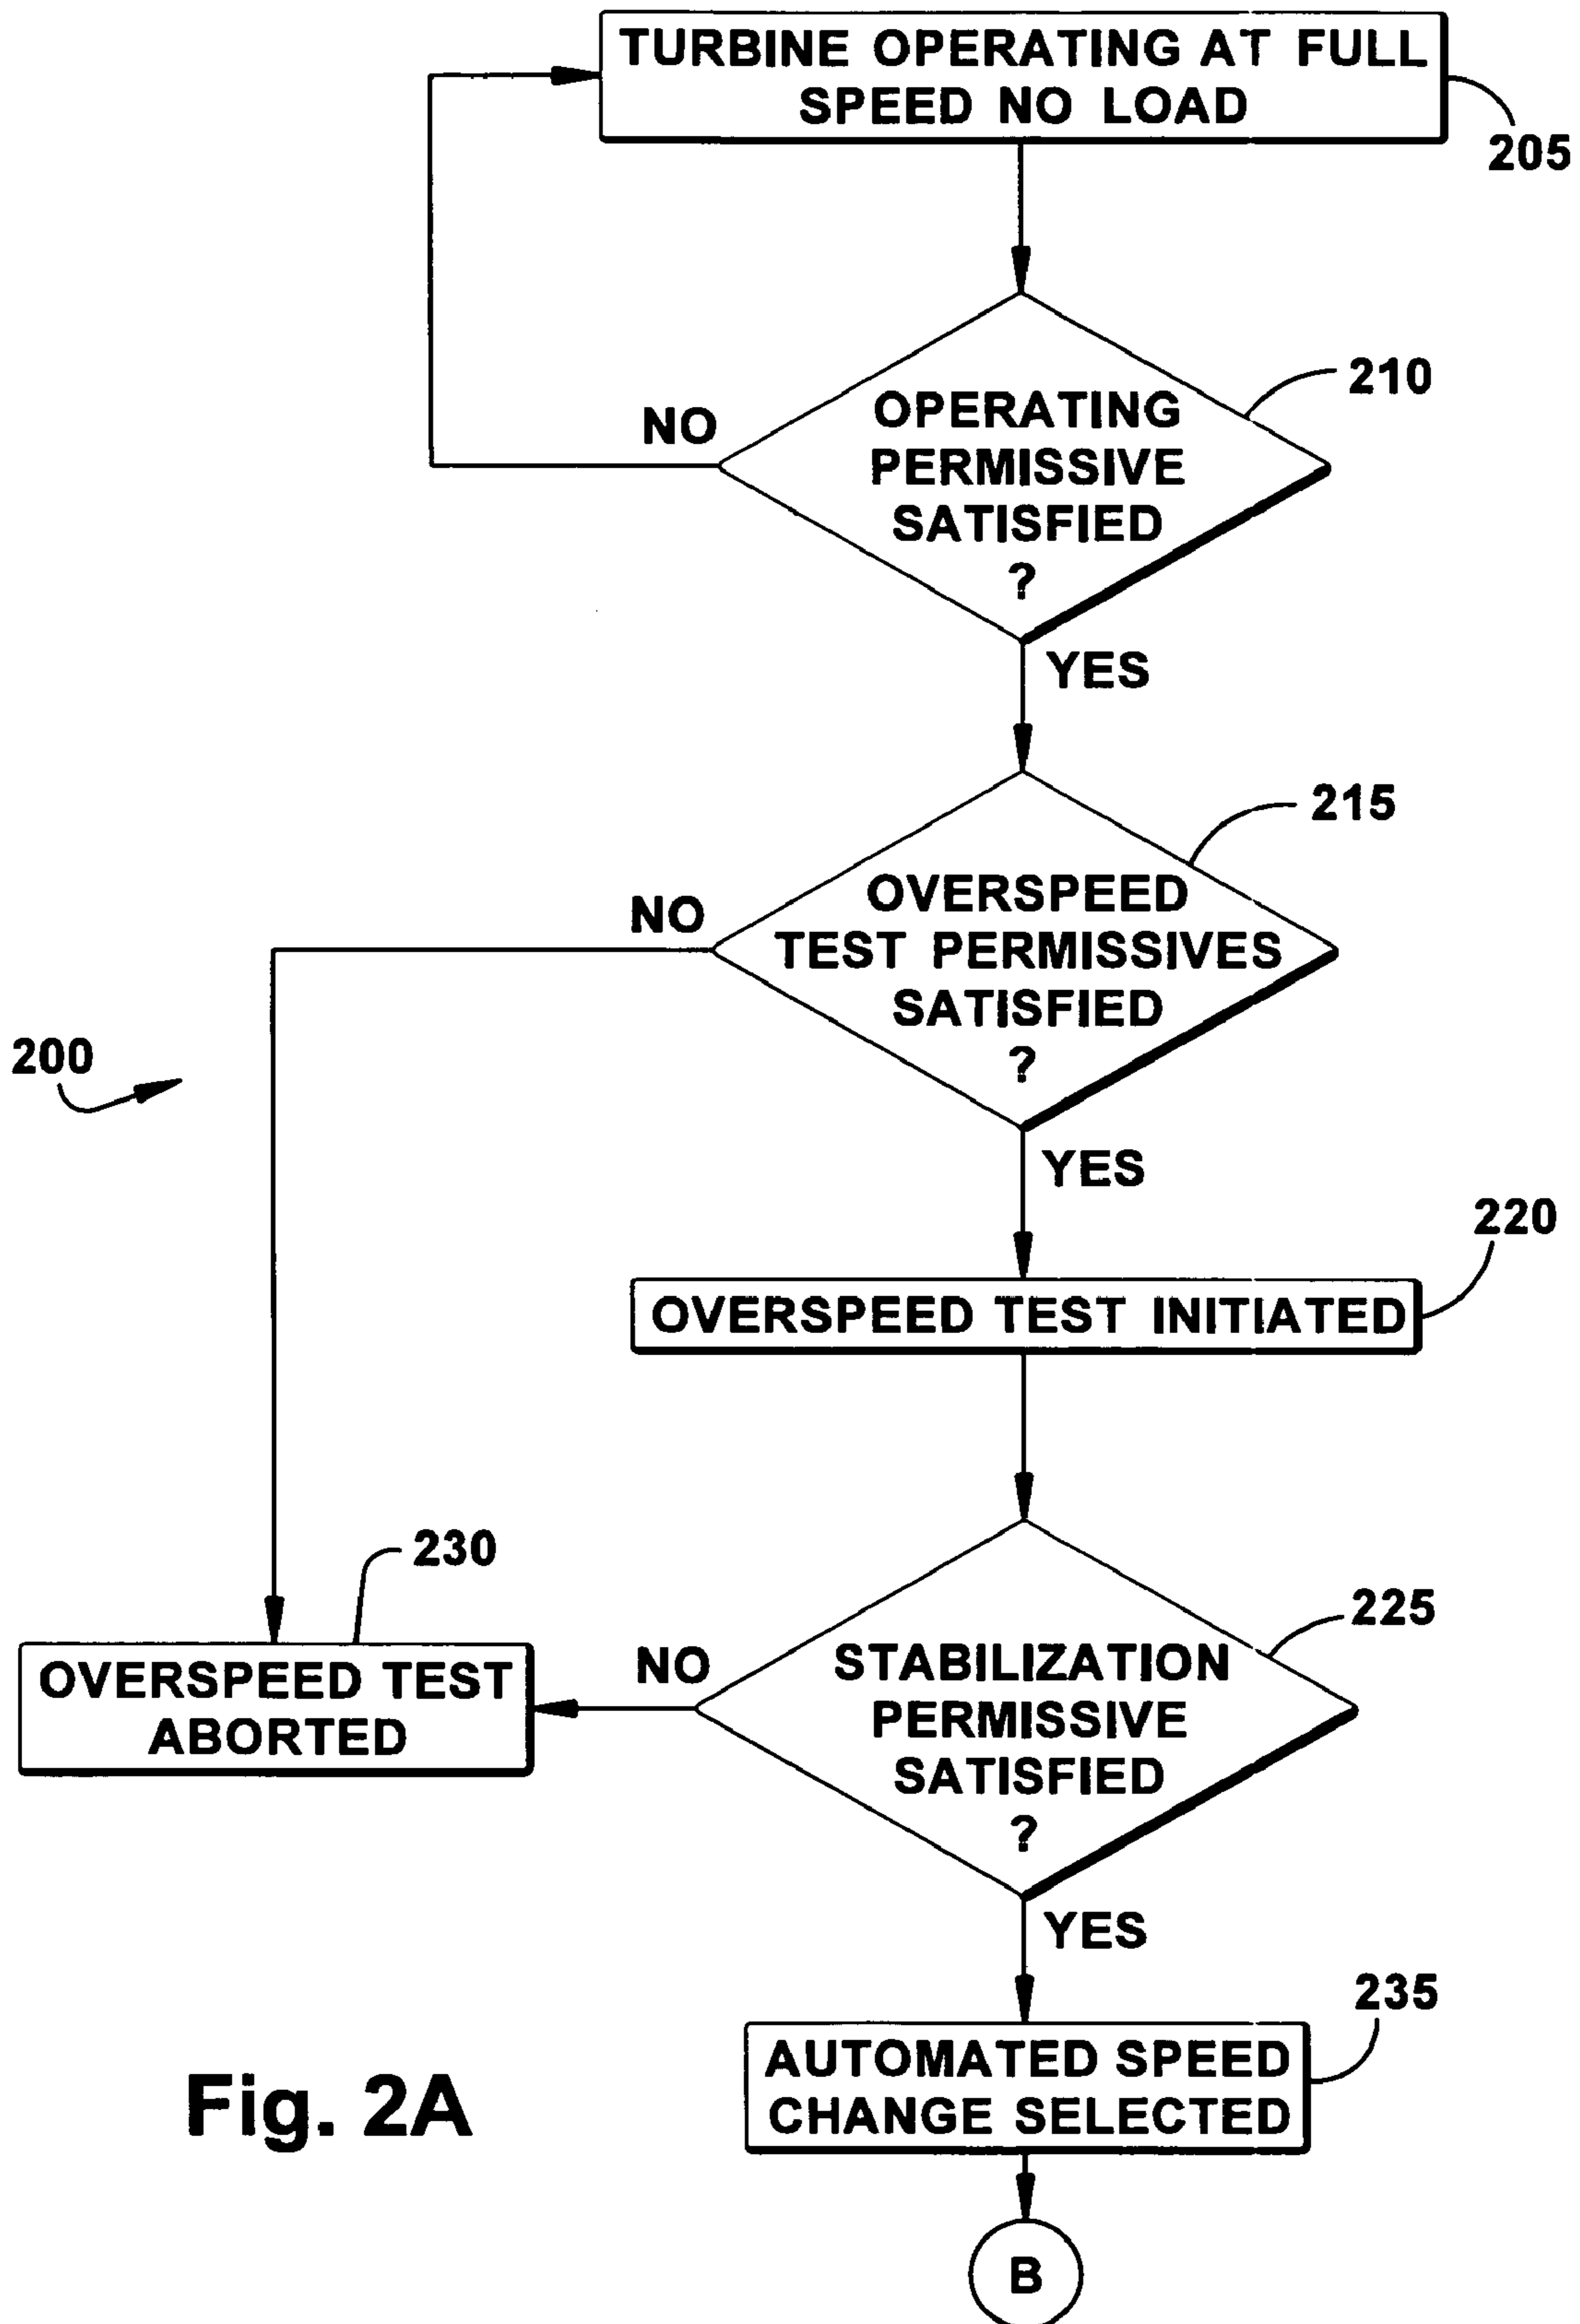 TURBINE OPERATING AT FULL
SPEED NO LOAD
205
210
OPERATING
PERMISSIVE
SATISFIED
?
NO
YES
215
OVERSPEED
TEST PERMISSIVES
SATISFIED
?
NO
200
YES
220
OVERSPEED TEST INITIATED
230
225
OVERSPEED TEST
ABORTED
NO
STABILIZATION
PERMISSIVE
SATISFIED
?
YES
235
AUTOMATED SPEED
CHANGE SELECTED
Fig. 2A
B